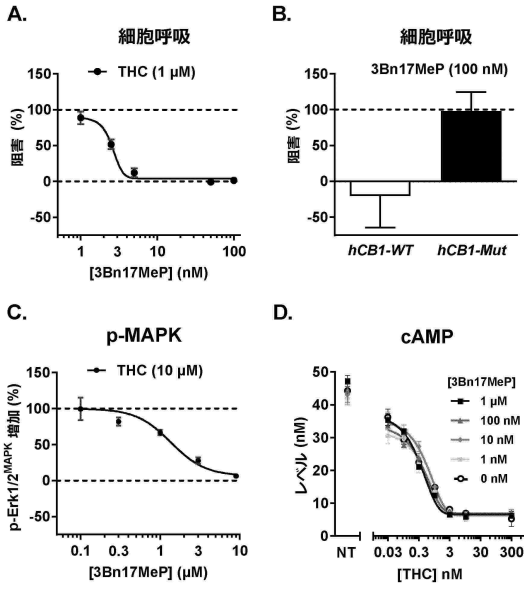 A.
細胞呼吸
THC (1 μM)
阻害 (%)
150
100
50
0
-50
1
3
10
30
100
[3Bn17MeP] (nM)
B.
細胞呼吸
3Bn17MeP (100 nM)
阻害 (%)
150
100
50
0
-50
hCB1-WT
hCB1-Mut
C.
p-MAPK
THC (10 μM)
p-Erk1/2MAPK 増加 (%)
150
100
50
0
-50
0.1
0.3
1
3
9
[3Bn17MeP] (μM)
D.
cAMP
[3Bn17MeP]
1 μM
100 nM
10 nM
1 nM
0 nM
レベル (nM)
50
40
30
20
10
0
NT
0.03
0.3
3
30
300
[THC] nM